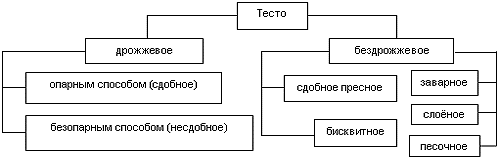 Тесто
дрожжевое
бездрожжевое
опарным способом (сдобное)
безопарным способом (несдобное)
сдобное пресное
бисквитное
заварное
слоёное
песочное